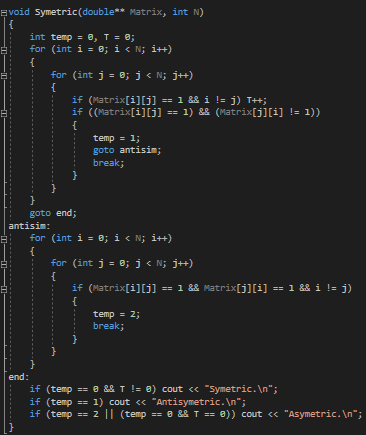 void Symetric(double** Matrix, int N)
{
    int temp = 0, T = 0;
    for (int i = 0; i < N; i++)
    {
        for (int j = 0; j < N; j++)
        {
            if (Matrix[i][j] == 1 && i != j) T++;
            if ((Matrix[i][j] == 1) && (Matrix[j][i] != 1))
            {
                temp = 1;
                goto antisim;
                break;
            }
        }
    }
    goto end;
antisim:
    for (int i = 0; i < N; i++)
    {
        for (int j = 0; j < N; j++)
        {
            if (Matrix[i][j] == 1 && Matrix[j][i] == 1 && i != j)
            {
                temp = 2;
                break;
            }
        }
    }
end:
    if (temp == 0 && T != 0) cout << "Symetric.\n";
    if (temp == 1) cout << "Antisymetric.\n";
    if (temp == 2 || (temp == 0 && T == 0)) cout << "Asymetric.\n";
}